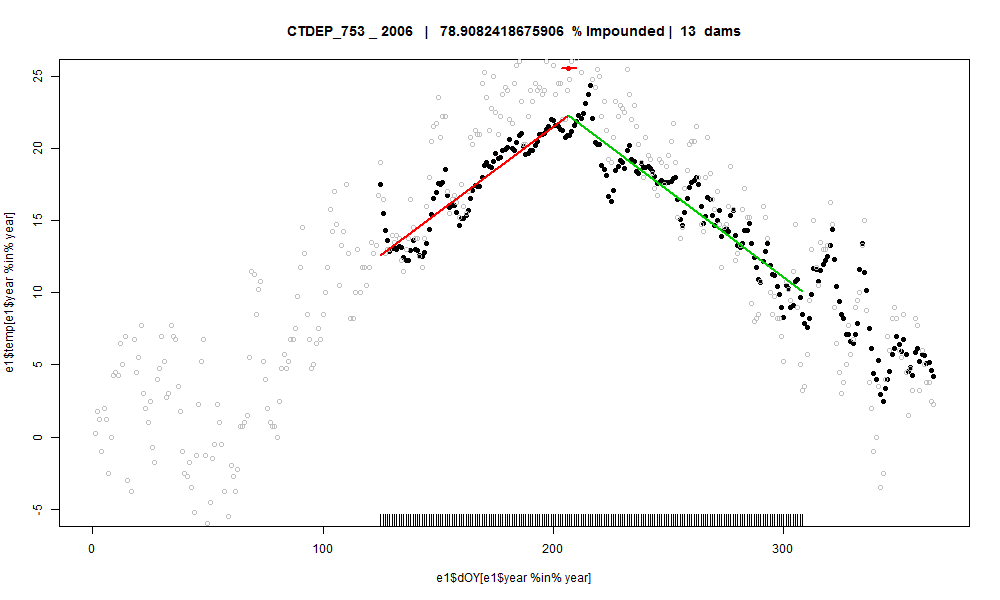 CTDEP_753 _ 2006 | 78.9082418675906 % Impounded | 13 dams
25
20
15
10
5
0
-5
e1$temp[e1$year %in% year]
0 100 200 300
e1$dOY[e1$year %in% year]